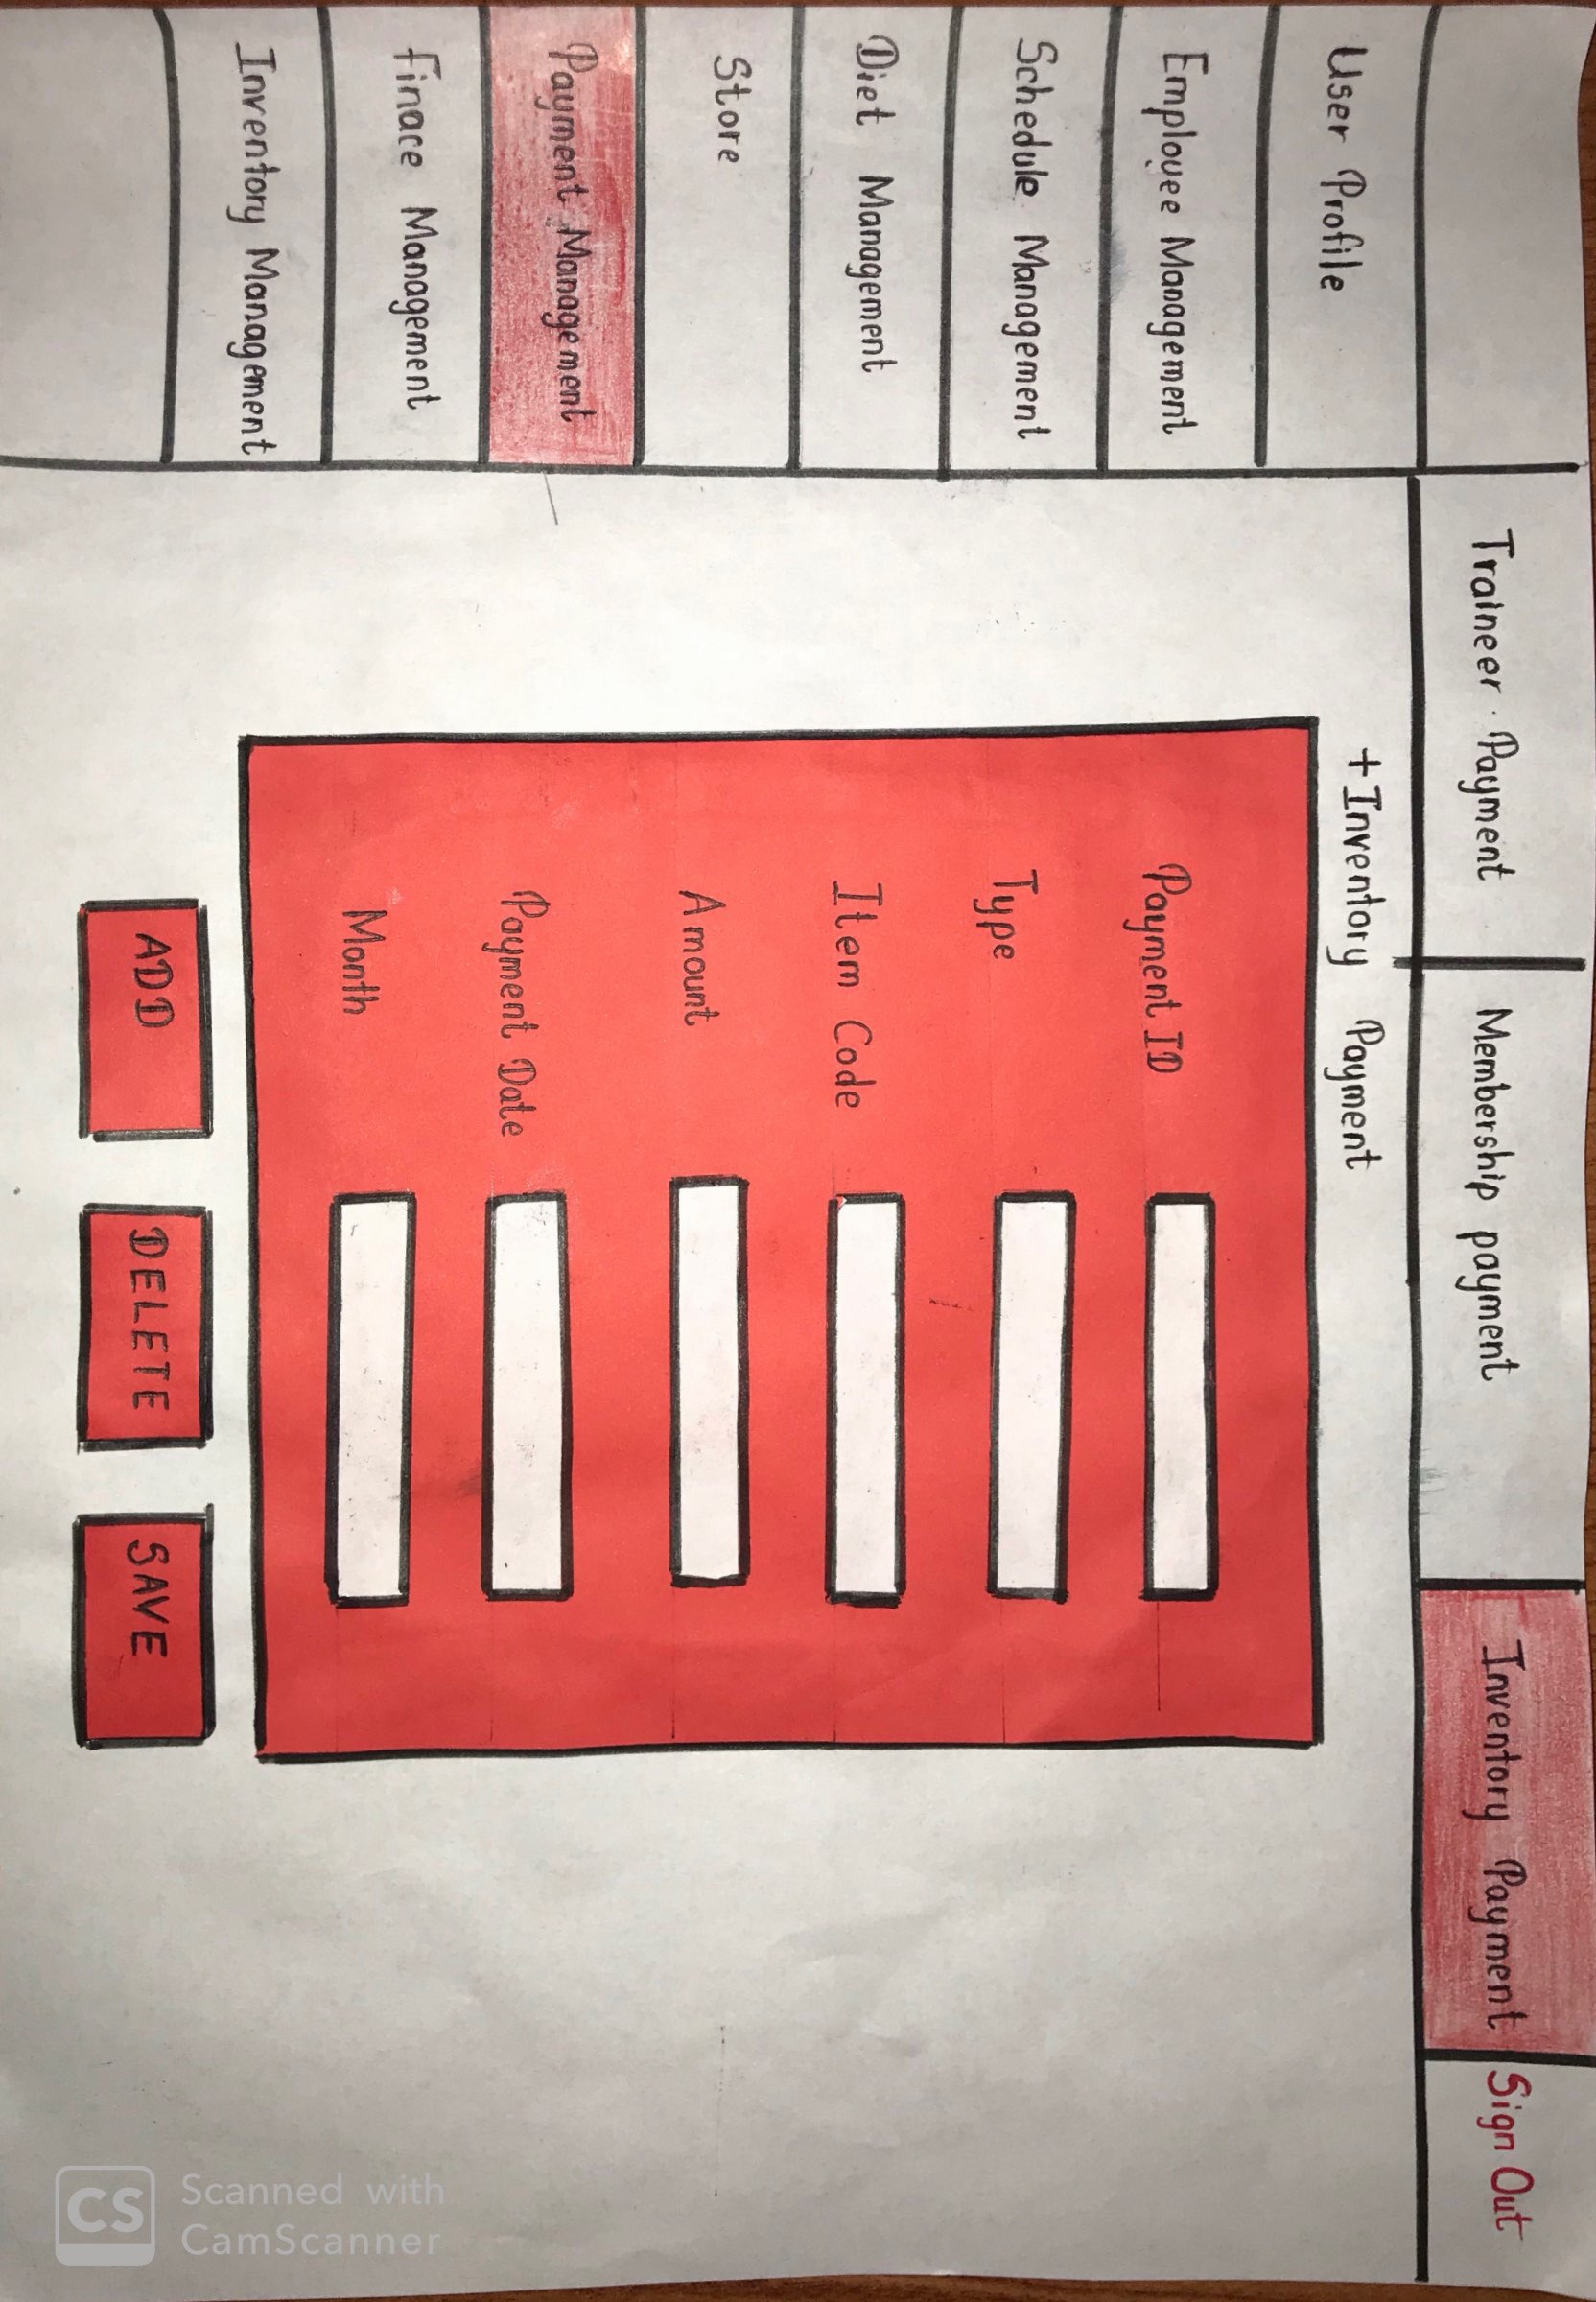 Traineer Payment
Membership payment
Inventory Payment
Sign Out
+Inventory Payment
User Profile
Employee Management
Schedule Management
Diet Management
Store
Payment Management
Finace Management
Inventory Management
Payment ID
Type
Item Code
Amount
Payment Date
Month
ADD
DELETE
SAVE
CS
Scanned with
CamScanner